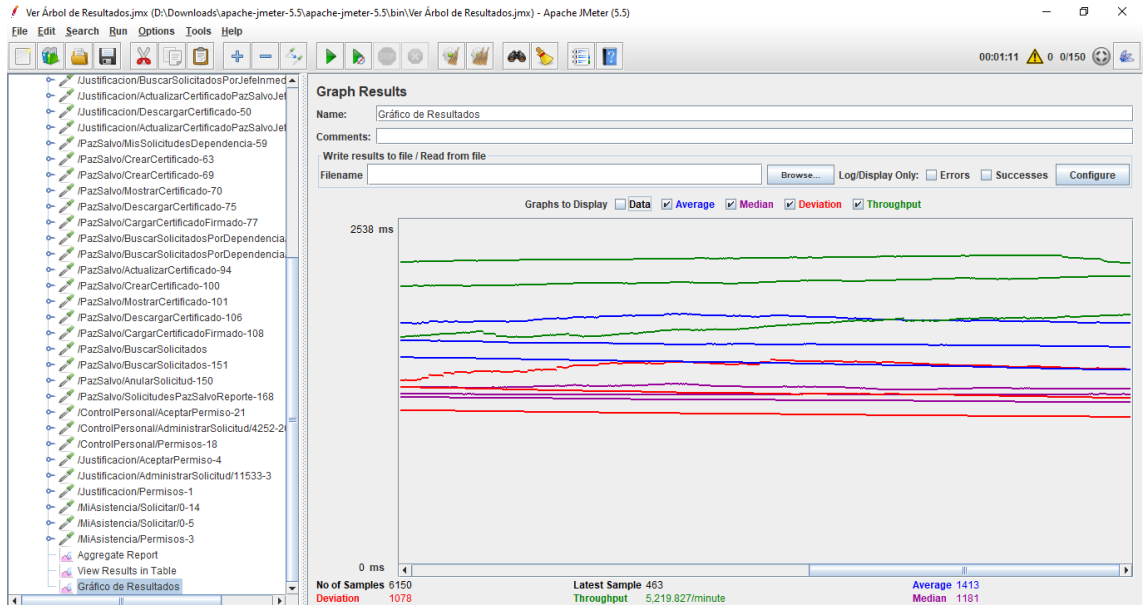 Ver Árbol de Resultados.jmx (D:\Downloads\apache-jmeter-5.5\apache-jmeter-5.5\bin\Ver Árbol de Resultados.jmx) - Apache JMeter (5.5)
File Edit Search Run Options Tools Help
00:01:11 0 0/150
/Justificacion/BuscarSolicitadosPorJefeInmed
/Justificacion/ActualizarCertificadoPazSalvoJef
/Justificacion/DescargarCertificado-50
/Justificacion/ActualizarCertificadoPazSalvoJef
/PazSalvo/MisSolicitudesDependencia-59
/PazSalvo/CrearCertificado-63
/PazSalvo/CrearCertificado-69
/PazSalvo/MostrarCertificado-70
/PazSalvo/DescargarCertificado-75
/PazSalvo/CargarCertificadoFirmado-77
/PazSalvo/BuscarSolicitadosPorDependencia
/PazSalvo/BuscarSolicitadosPorDependencia
/PazSalvo/ActualizarCertificado-94
/PazSalvo/CrearCertificado-100
/PazSalvo/MostrarCertificado-101
/PazSalvo/DescargarCertificado-106
/PazSalvo/CargarCertificadoFirmado-108
/PazSalvo/BuscarSolicitados
/PazSalvo/BuscarSolicitados-151
/PazSalvo/AnularSolicitud-150
/PazSalvo/SolicitudesPazSalvoReporte-168
/ControlPersonal/AceptarPermiso-21
/ControlPersonal/AdministrarSolicitud/4252-2
/ControlPersonal/Permisos-18
/Justificacion/AceptarPermiso-4
/Justificacion/AdministrarSolicitud/11533-3
/Justificacion/Permisos-1
/MiAsistencia/Solicitar/0-14
/MiAsistencia/Solicitar/0-5
/MiAsistencia/Permisos-3
Aggregate Report
View Results in Table
Gráfico de Resultados
Graph Results
Name: Gráfico de Resultados
Comments:
Write results to file / Read from file
Filename Browse... Log/Display Only: Errors Successes Configure
Graphs to Display Data Average Median Deviation Throughput
2538 ms
0 ms
No of Samples 6150 Latest Sample 463 Average 1413
Deviation 1078 Throughput 5,219.827/minute Median 1181